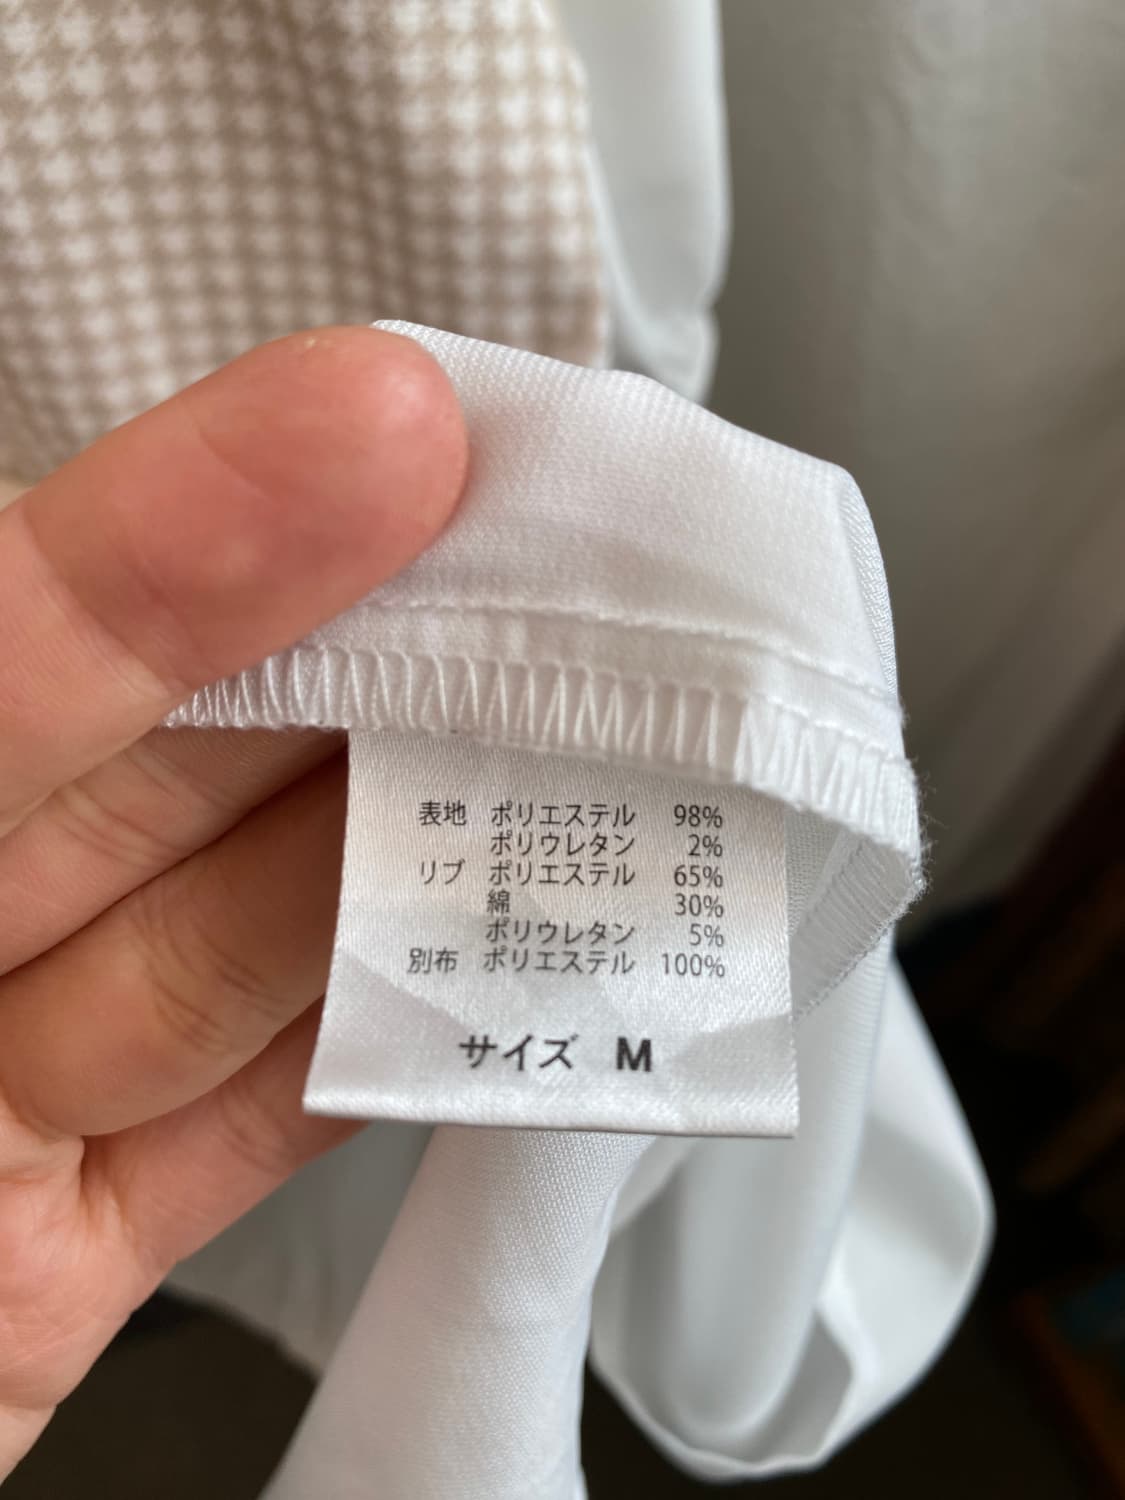 表地 ポリエステル 98%
ポリウレタン 2%
リブ ポリエステル 65%
綿 30%
ポリウレタン 5%
別布 ポリエステル 100%
サイズ M